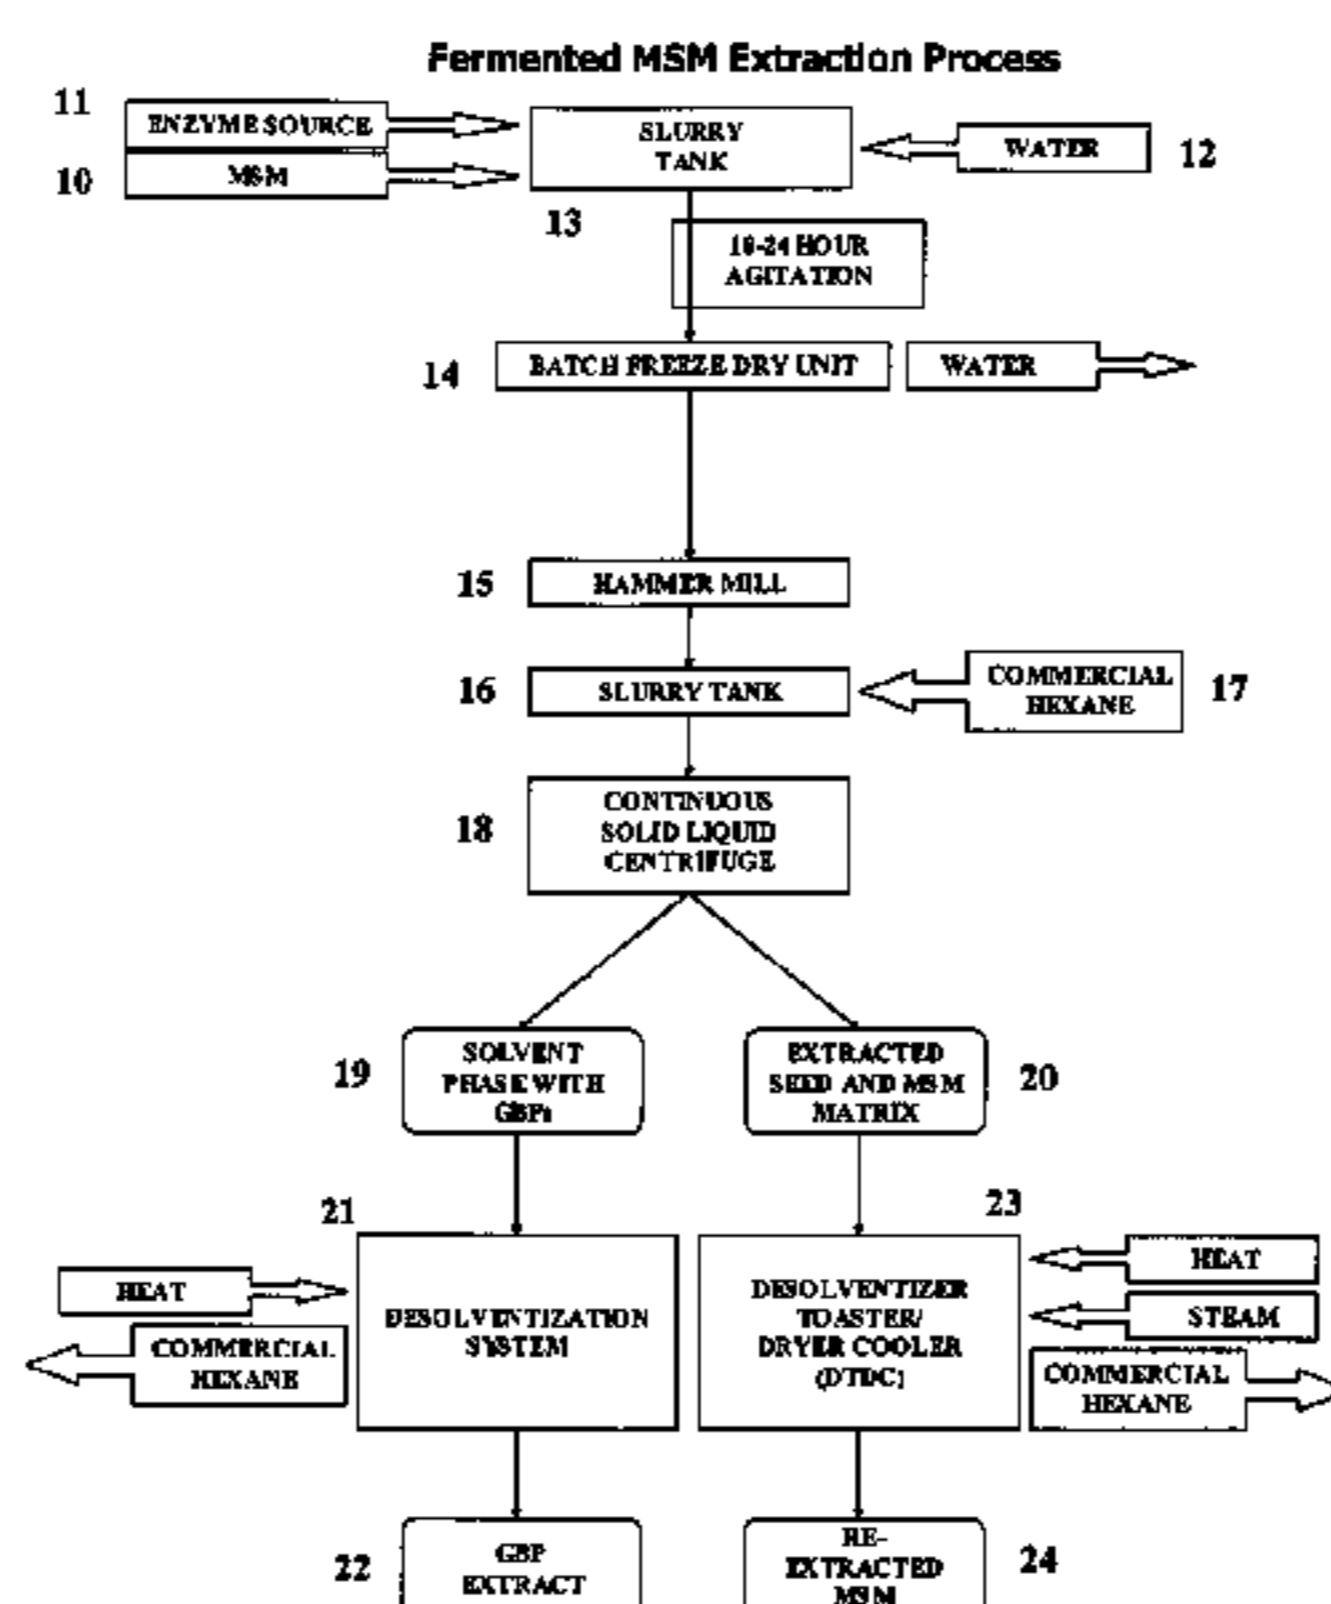 Fermented MSM Extraction Process
11
ENZYME SOURCE
10
MSM
SLURRY
TANK
WATER
12
13
HOUR
AGITATION
14
BATCH FREEZE DRY UNIT
WATER
15
HAMMER MILL
16
SLURRY TANK
COMMERCIAL
HEXANE
17
18
CONTINUOUS
SOLID LIQUID
CENTRIFUGE
19
SOLVENT
PHASE WITH
GBPs
EXTRACTED
SEED AND MSM
MATRIX
20
21
HEAT
COMMERCIAL
HEXANE
DESOLVENTIZATION
SYSTEM
23
DESOLVENTIZER
TOASTER/
DRYER COOLER
(DTDC)
HEAT
STEAM
COMMERCIAL
HEXANE
22
GBP
EXTRACT
RE-
EXTRACTED
MSM
24